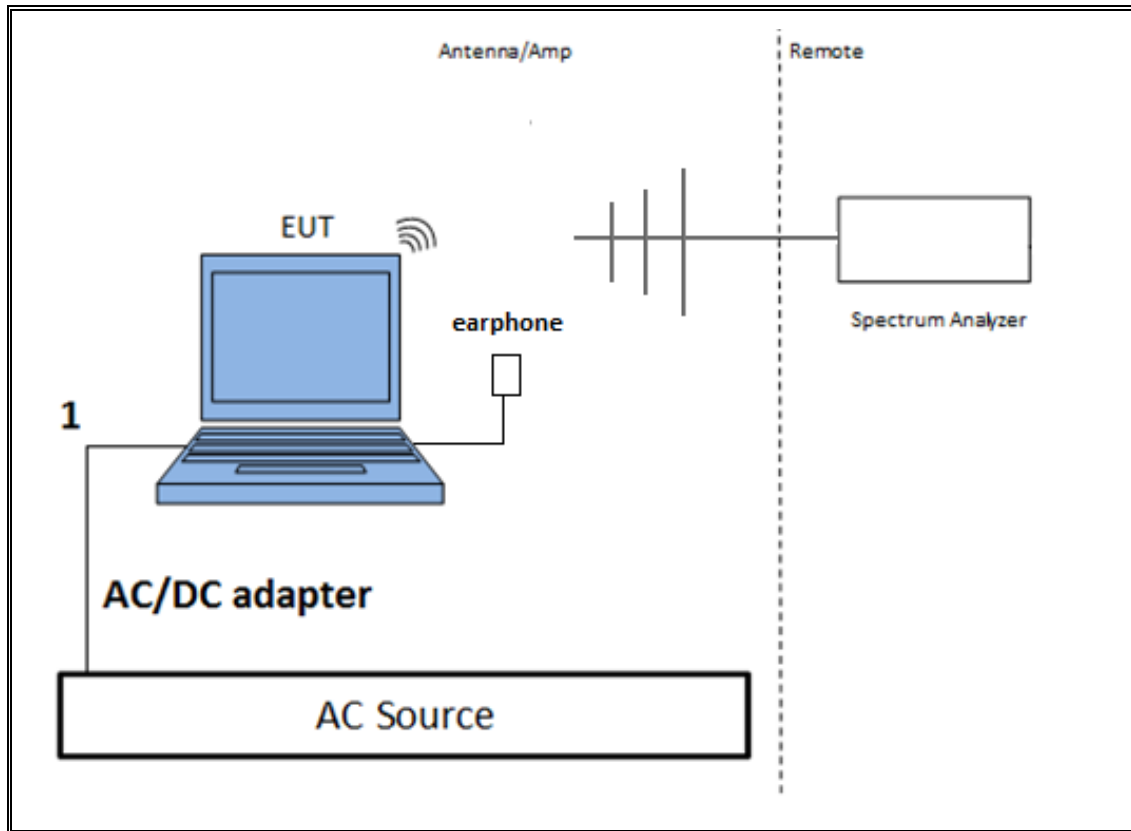 Antenna/Amp
Remote
EUT
earphone
Spectrum Analyzer
1
AC/DC adapter
AC Source